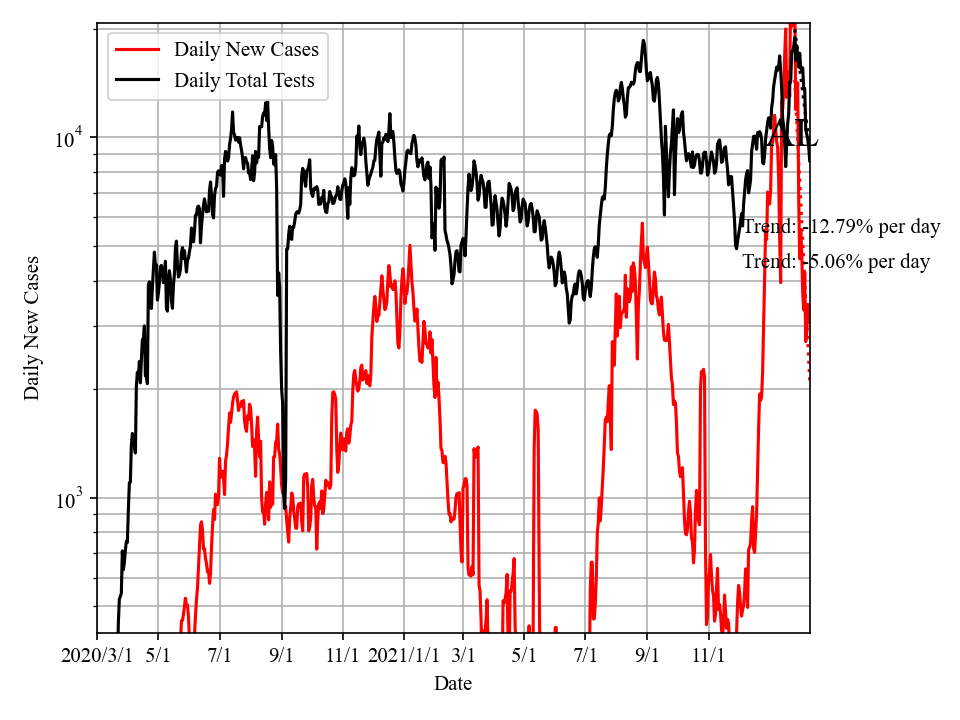 Daily New Cases
Daily Total Tests
10^4
AL
Trend: -12.79% per day
Trend: -5.06% per day
Daily New Cases
10^3
2020/3/1 5/1 7/1 9/1 11/1 2021/1/1 3/1 5/1 7/1 9/1 11/1
Date